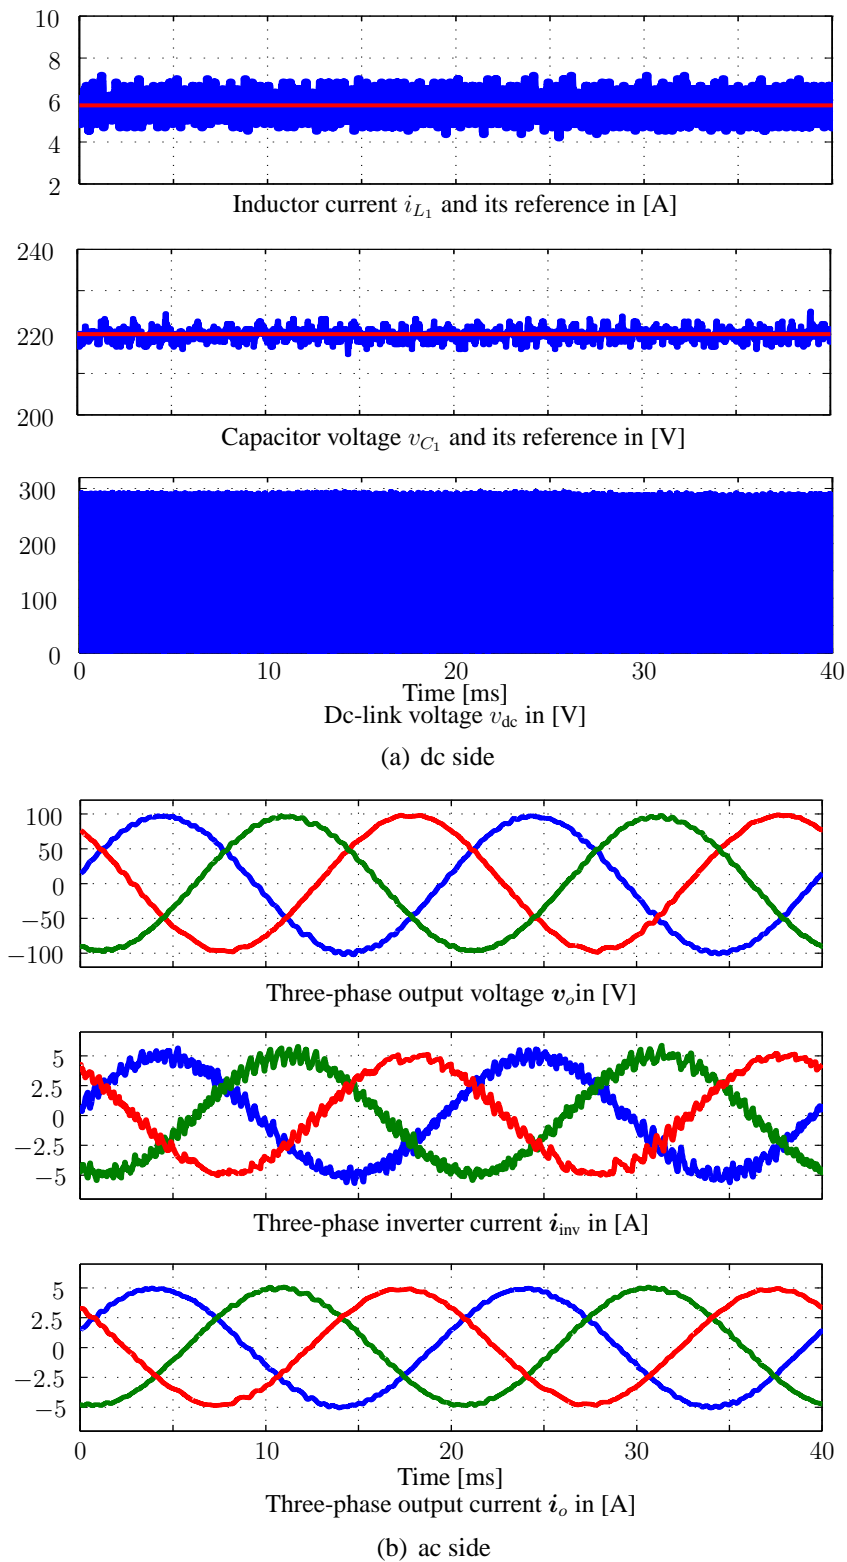 10
8
6
4
2
Inductor current i_{L_1} and its reference in [A]
240
220
200
Capacitor voltage v_{C_1} and its reference in [V]
300
200
100
0
0 10 20 30 40
Time [ms]
Dc-link voltage v_{dc} in [V]
(a) dc side
100
50
0
−50
−100
Three-phase output voltage v_o in [V]
5
2.5
0
−2.5
−5
Three-phase inverter current i_{inv} in [A]
5
2.5
0
−2.5
−5
0 10 20 30 40
Time [ms]
Three-phase output current i_o in [A]
(b) ac side